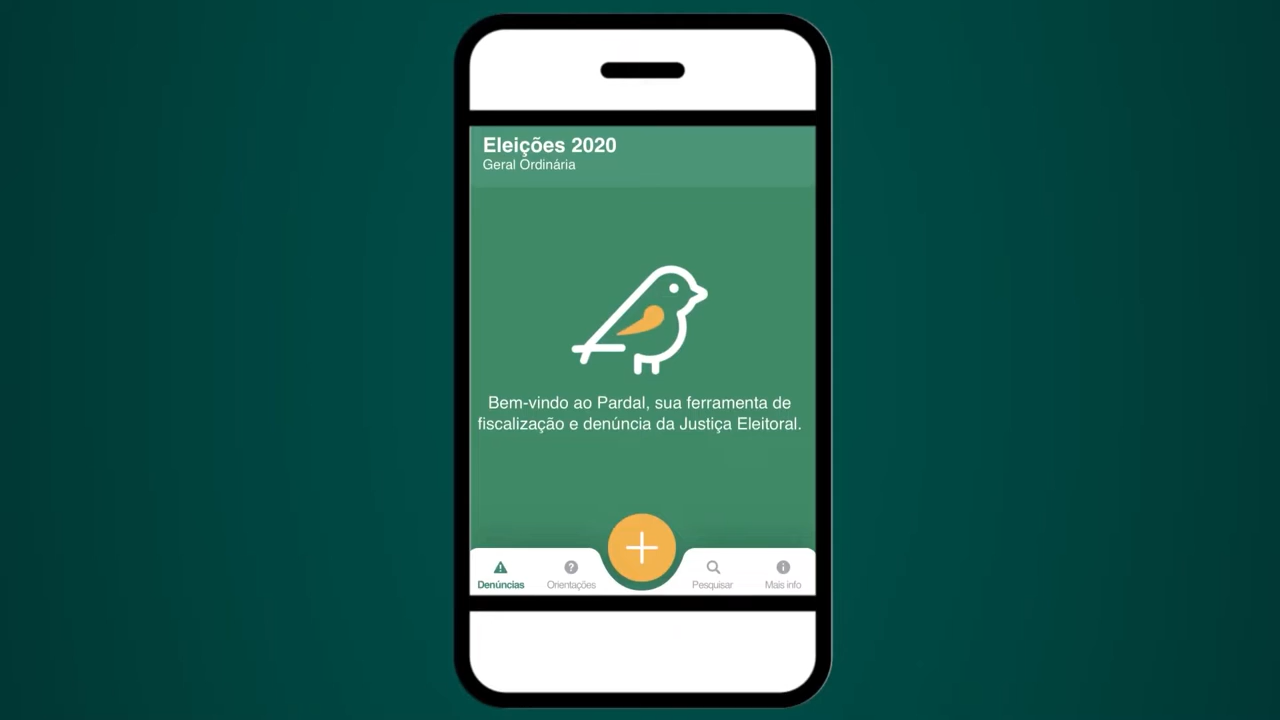 Eleições 2020
Geral Ordinária
Bem-vindo ao Pardal, sua ferramenta de
fiscalização e denúncia da Justiça Eleitoral.
Denúncias
Orientações
Pesquisar
Mais info